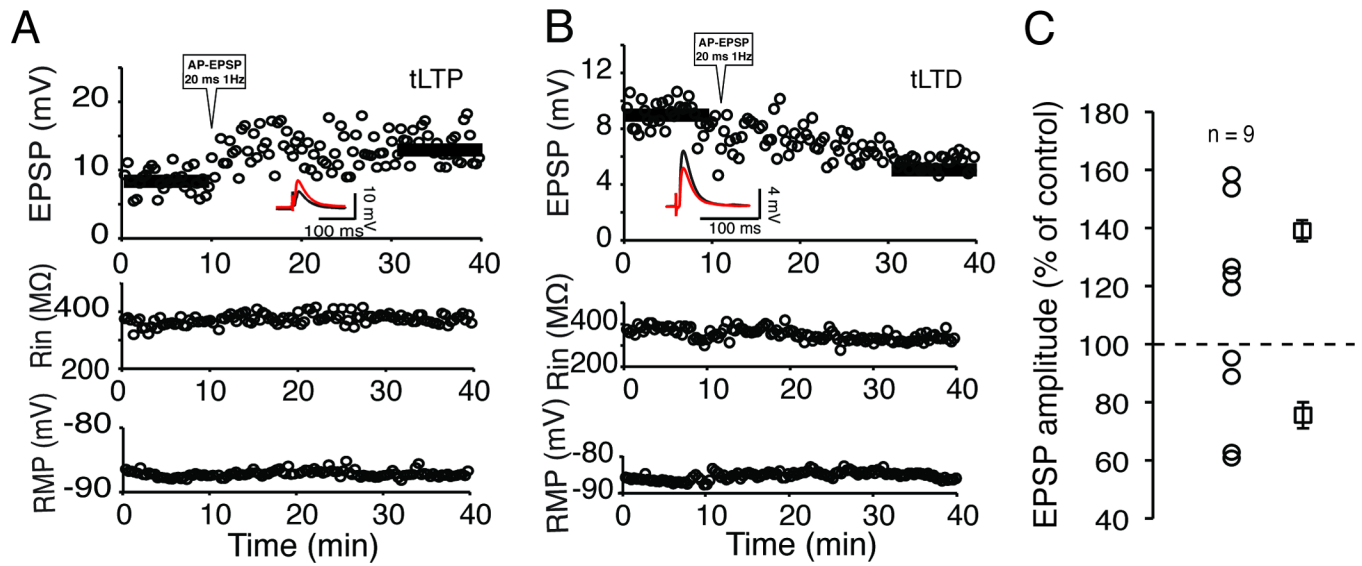 A
EPSP (mV)
20
10
0
AP-EPSP
20 ms 1Hz
tLTP
10 mV
100 ms
0 10 20 30 40
Rin (MΩ)
400
200
0 10 20 30 40
RMP (mV)
-80
-90
0 10 20 30 40
Time (min)
B
EPSP (mV)
12
8
4
0
AP-EPSP
20 ms 1Hz
tLTD
4 mV
100 ms
0 10 20 30 40
Rin (MΩ)
400
200
0 10 20 30 40
RMP (mV)
-80
-90
0 10 20 30 40
Time (min)
C
EPSP amplitude (% of control)
180
160
140
120
100
80
60
40
n = 9